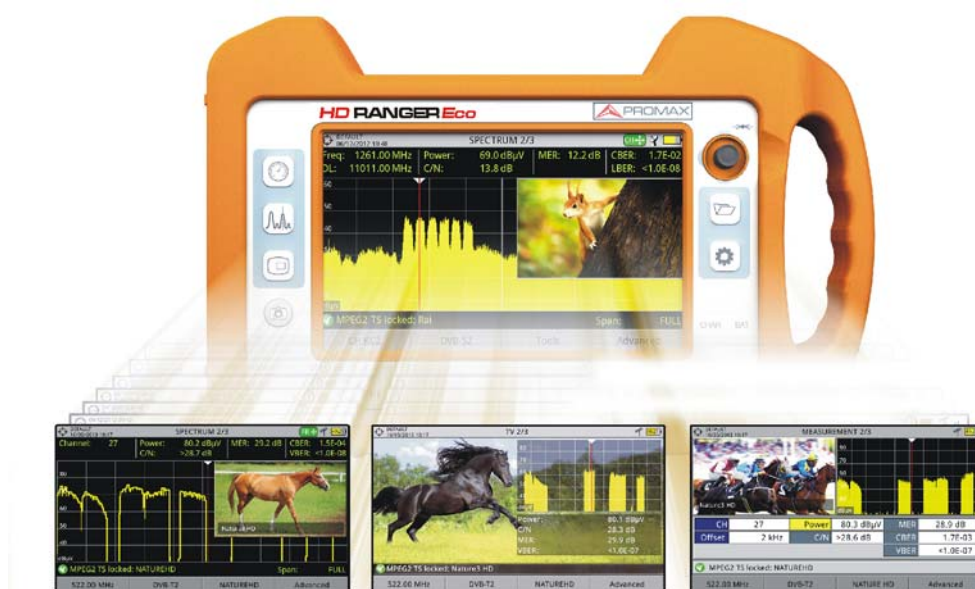 HD RANGER Eco
PROMAX
DEFAULT
SPECTRUM 2/3
Freq: 1261.00 MHz Power: 69.0 dBµV MER: 12.2 dB CBER: 1.7E-02
DL: 11011.00 MHz C/N: 13.8 dB LBER: <1.0E-08
MPEG2 TS locked: Rai Span: FULL
DVB-S2 Tools Advanced
SPECTRUM 2/3
Channel: 27 Power: 80.2 dBµV MER: 29.2 dB CBER: 1.5E-04
C/N: >28.7 dB VBER: <1.0E-08
NatureHD
MPEG2 TS locked: NATUREHD Span: FULL
522.00 MHz DVB-T2 NATUREHD Advanced
TV 2/3
Power: 80.1 dBµV
C/N: 28.3 dB
MER: 29.9 dB
VBER: <1.0E-07
MPEG2 TS locked: Nature3 HD
522.00 MHz DVB-T2 NATUREHD Advanced
MEASUREMENT 2/3
Nature3 HD
CH 27 Power 80.3 dBµV MER 28.9 dB
Offset 2 kHz C/N >28.6 dB CBER 1.7E-03
VBER <1.0E-07
MPEG2 TS locked: NATUREHD
522.00 MHz DVB-T2 NATURE HD Advanced